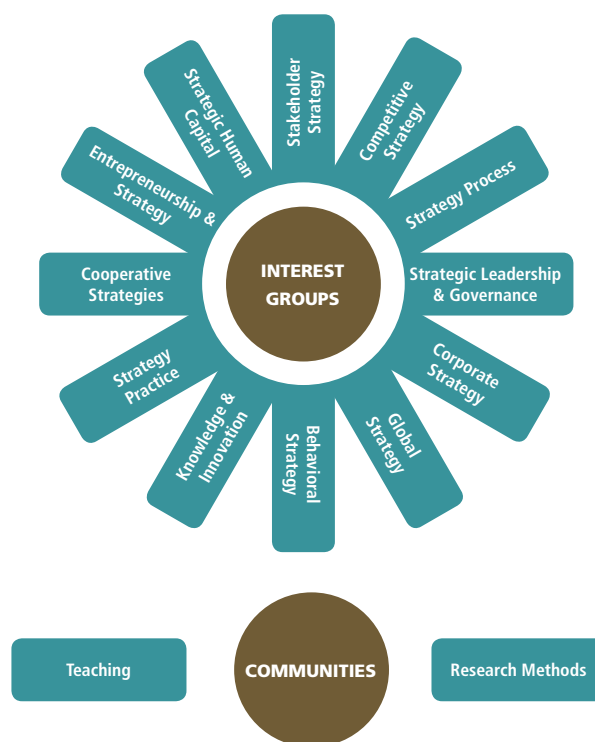 Stakeholder
Strategy
Competitive
Strategy
Strategy Process
Strategic Leadership
& Governance
Corporate
Strategy
Global
Strategy
Behavioral
Strategy
Knowledge &
Innovation
Strategy
Practice
Cooperative
Strategies
Entrepreneurship &
Strategy
Strategic Human
Capital
INTEREST
GROUPS
Teaching
COMMUNITIES
Research Methods